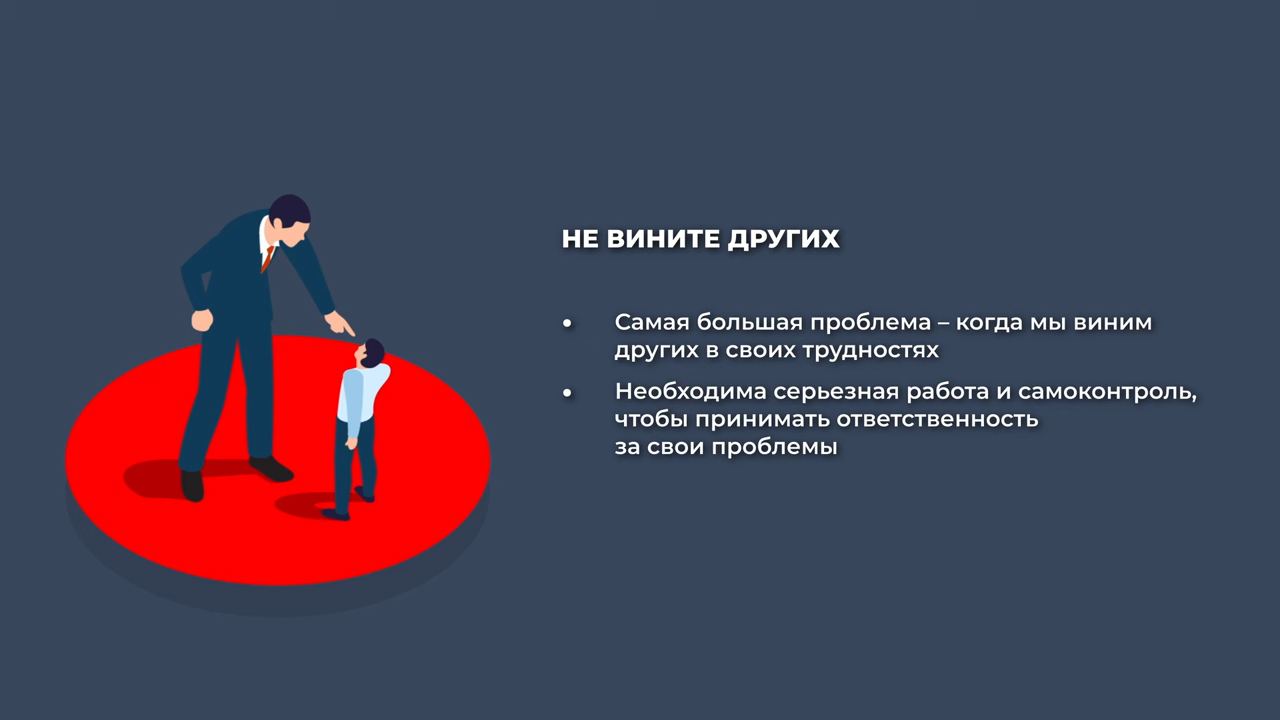 НЕ ВИНИТЕ ДРУГИХ
• Самая большая проблема – когда мы виним
других в своих трудностях
• Необходима серьезная работа и самоконтроль,
чтобы принимать ответственность
за свои проблемы